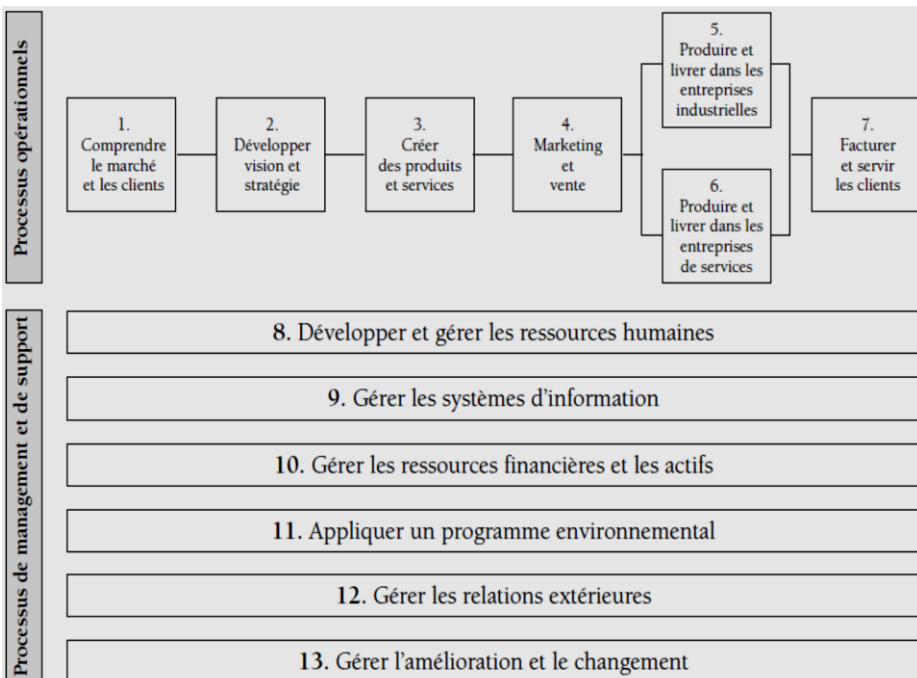 Processus opérationnels
1.
Comprendre
le marché
et les clients
2.
Développer
vision et
stratégie
3.
Créer
des produits
et services
4.
Marketing
et
vente
5.
Produire et
livrer dans les
entreprises
industrielles
6.
Produire et
livrer dans les
entreprises
de services
7.
Facturer
et servir
les clients
Processus de management et de support
8. Développer et gérer les ressources humaines
9. Gérer les systèmes d'information
10. Gérer les ressources financières et les actifs
11. Appliquer un programme environnemental
12. Gérer les relations extérieures
13. Gérer l'amélioration et le changement